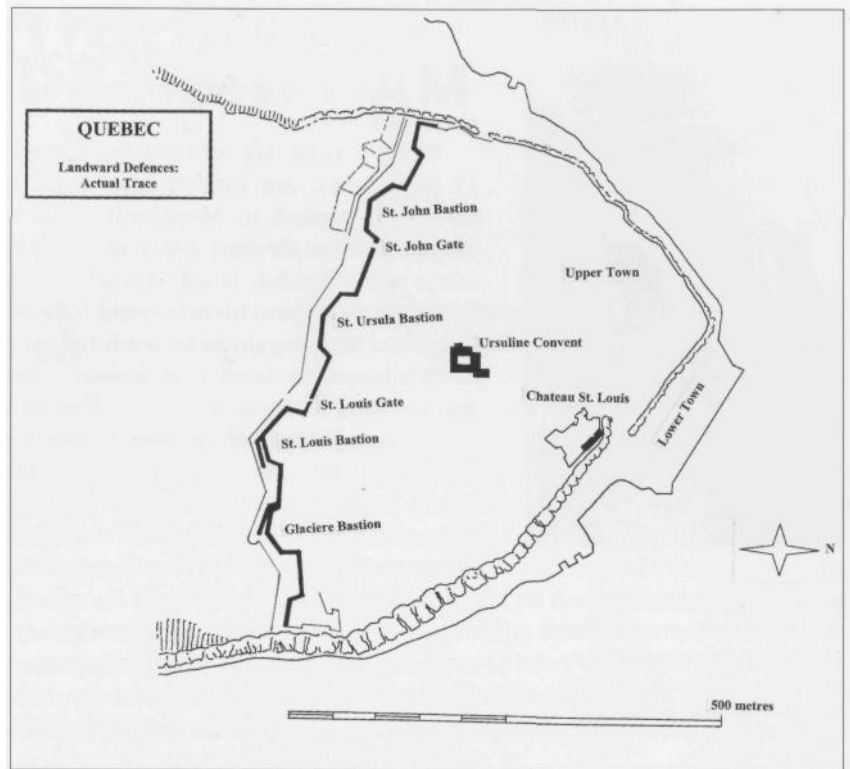 QUEBEC
Landward Defences:
Actual Trace
St. John Bastion
St. John Gate
Upper Town
St. Ursula Bastion
Ursuline Convent
Chateau St. Louis
St. Louis Gate
Lower Town
St. Louis Bastion
Glaciere Bastion
N
500 metres